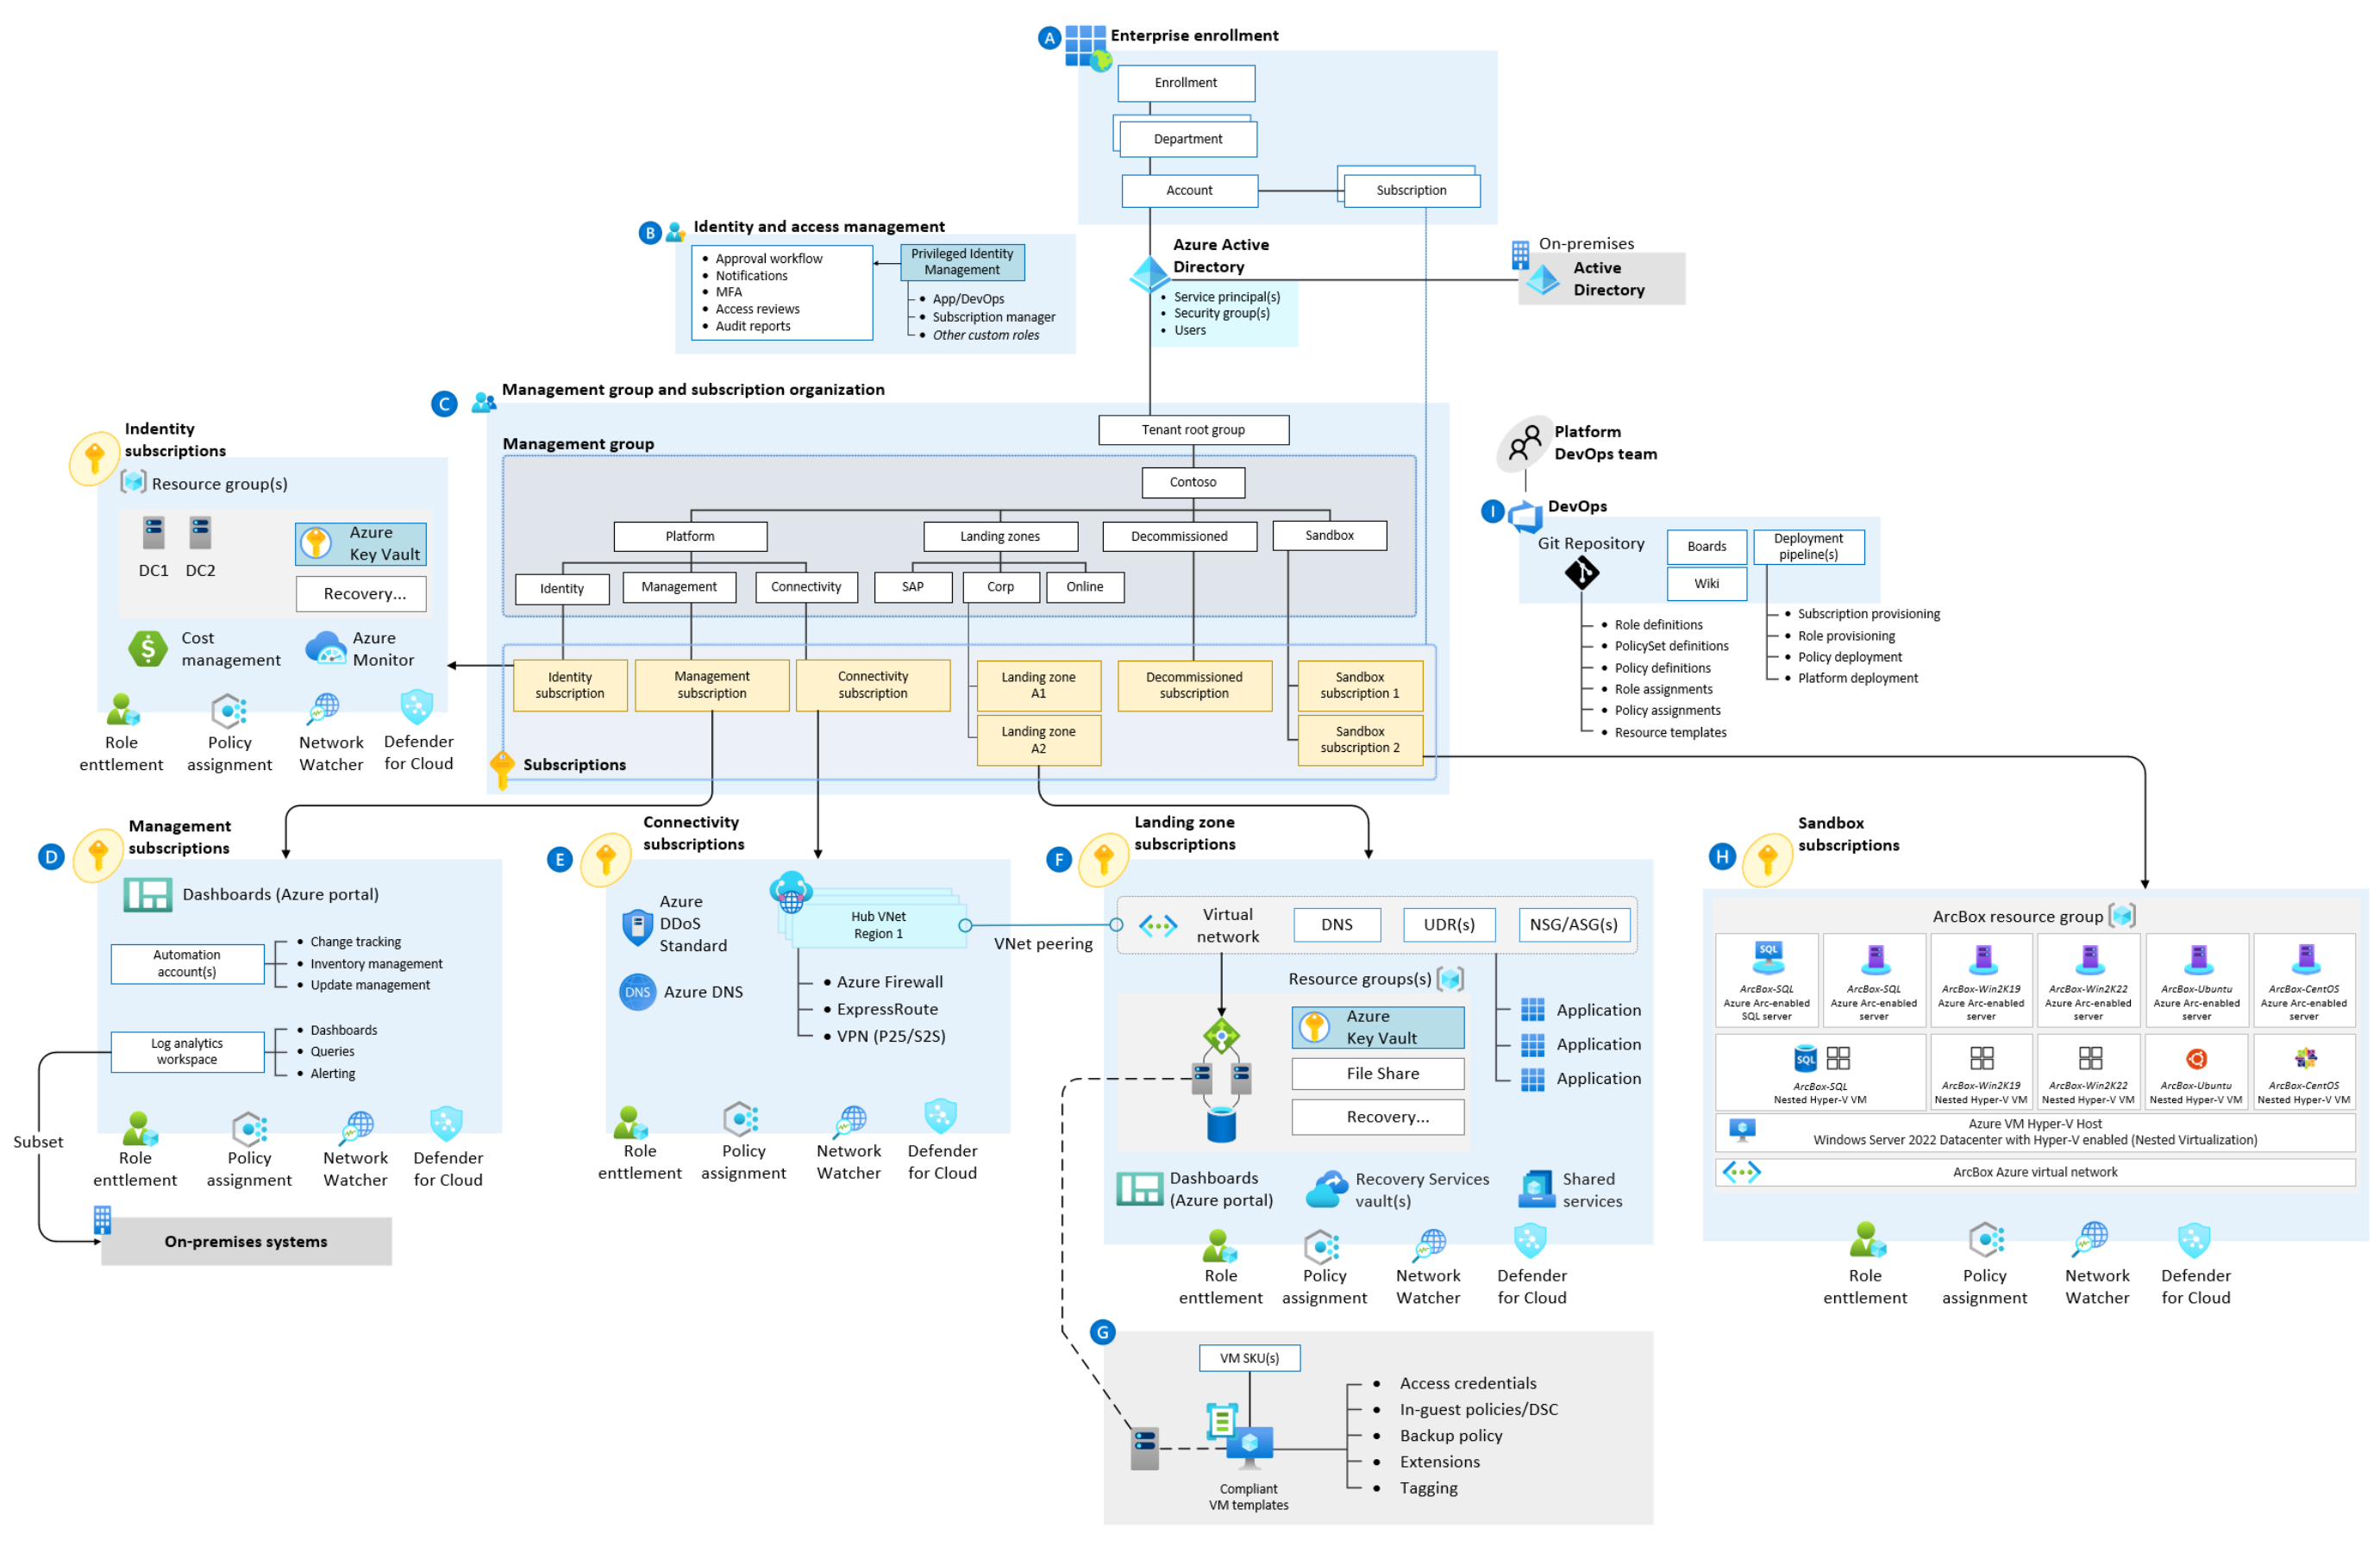 A
Enterprise enrollment
Enrollment
Department
Account
Subscription
B
Identity and access management
• Approval workflow
• Notifications
• MFA
• Access reviews
• Audit reports
Privileged Identity
Management
• App/DevOps
• Subscription manager
• Other custom roles
Azure Active
Directory
• Service principal(s)
• Security group(s)
• Users
On-premises
Active
Directory
C
Management group and subscription organization
Tenant root group
Management group
Contoso
Platform
Landing zones
Decommissioned
Sandbox
Identity
Management
Connectivity
SAP
Corp
Online
Identity
subscription
Management
subscription
Connectivity
subscription
Landing zone
A1
Decommissioned
subscription
Sandbox
subscription 1
Landing zone
A2
Sandbox
subscription 2
Subscriptions
Indentity
subscriptions
Resource group(s)
DC1
DC2
Azure
Key Vault
Recovery...
Cost
management
Azure
Monitor
Role
enttlement
Policy
assignment
Network
Watcher
Defender
for Cloud
Platform
DevOps team
I
DevOps
Git Repository
Boards
Wiki
Deployment
pipeline(s)
• Role definitions
• PolicySet definitions
• Policy definitions
• Role assignments
• Policy assignments
• Resource templates
• Subscription provisioning
• Role provisioning
• Policy deployment
• Platform deployment
D
Management
subscriptions
Dashboards (Azure portal)
Automation
account(s)
• Change tracking
• Inventory management
• Update management
Log analytics
workspace
• Dashboards
• Queries
• Alerting
Subset
Role
enttlement
Policy
assignment
Network
Watcher
Defender
for Cloud
On-premises systems
E
Connectivity
subscriptions
Azure
DDoS
Standard
DNS
Azure DNS
Hub VNet
Region 1
• Azure Firewall
• ExpressRoute
• VPN (P25/S2S)
VNet peering
Role
enttlement
Policy
assignment
Network
Watcher
Defender
for Cloud
F
Landing zone
subscriptions
Virtual
network
DNS
UDR(s)
NSG/ASG(s)
Resource groups(s)
Azure
Key Vault
File Share
Recovery...
Application
Application
Application
Dashboards
(Azure portal)
Recovery Services
vault(s)
Shared
services
Role
enttlement
Policy
assignment
Network
Watcher
Defender
for Cloud
G
VM SKU(s)
Compliant
VM templates
• Access credentials
• In-guest policies/DSC
• Backup policy
• Extensions
• Tagging
H
Sandbox
subscriptions
ArcBox resource group
SQL
ArcBox-SQL
Azure Arc-enabled
SQL server
ArcBox-SQL
Azure Arc-enabled
server
ArcBox-Win2K19
Azure Arc-enabled
server
ArcBox-Win2K22
Azure Arc-enabled
server
ArcBox-Ubuntu
Azure Arc-enabled
server
ArcBox-CentOS
Azure Arc-enabled
server
SQL
ArcBox-SQL
Nested Hyper-V VM
ArcBox-Win2K19
Nested Hyper-V VM
ArcBox-Win2K22
Nested Hyper-V VM
ArcBox-Ubuntu
Nested Hyper-V VM
ArcBox-CentOS
Nested Hyper-V VM
Azure VM Hyper-V Host
Windows Server 2022 Datacenter with Hyper-V enabled (Nested Virtualization)
ArcBox Azure virtual network
Role
enttlement
Policy
assignment
Network
Watcher
Defender
for Cloud